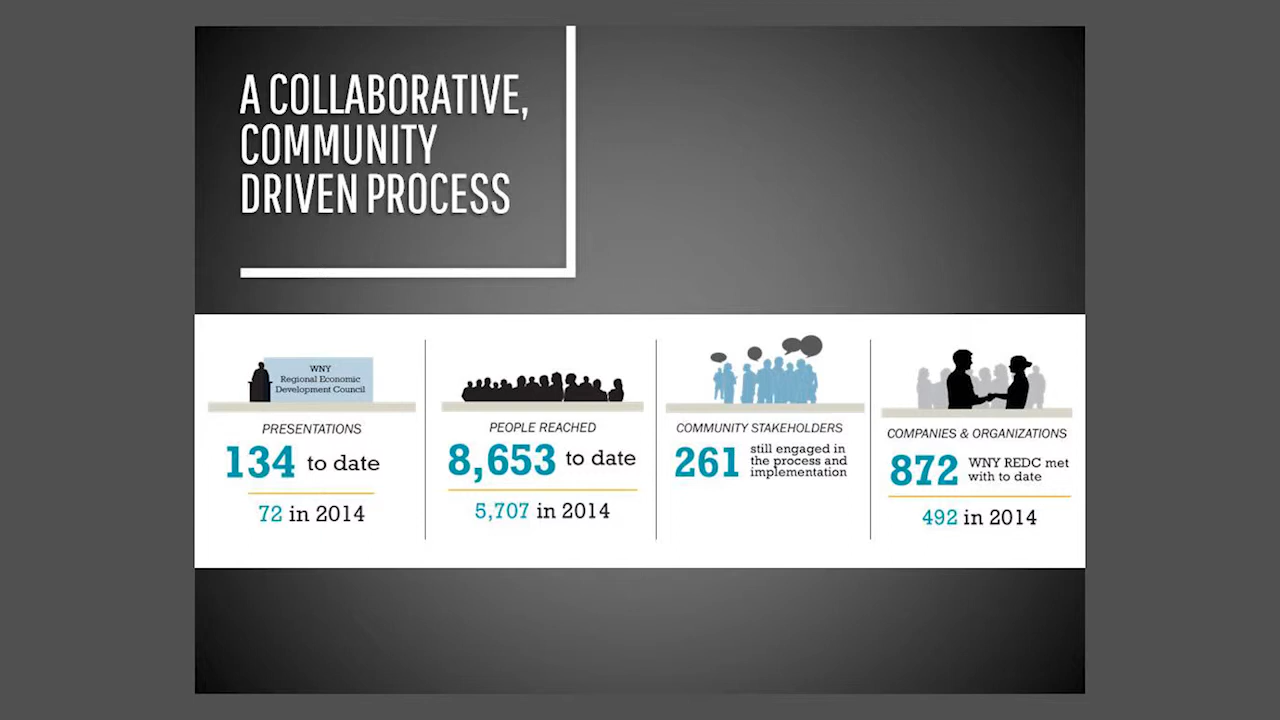 A COLLABORATIVE,
COMMUNITY
DRIVEN PROCESS
WNY
Regional Economic
Development Council
PRESENTATIONS
134 to date
72 in 2014
PEOPLE REACHED
8,653 to date
5,707 in 2014
COMMUNITY STAKEHOLDERS
261 still engaged in
the process and
implementation
COMPANIES & ORGANIZATIONS
872 WNY REDC met
with to date
492 in 2014